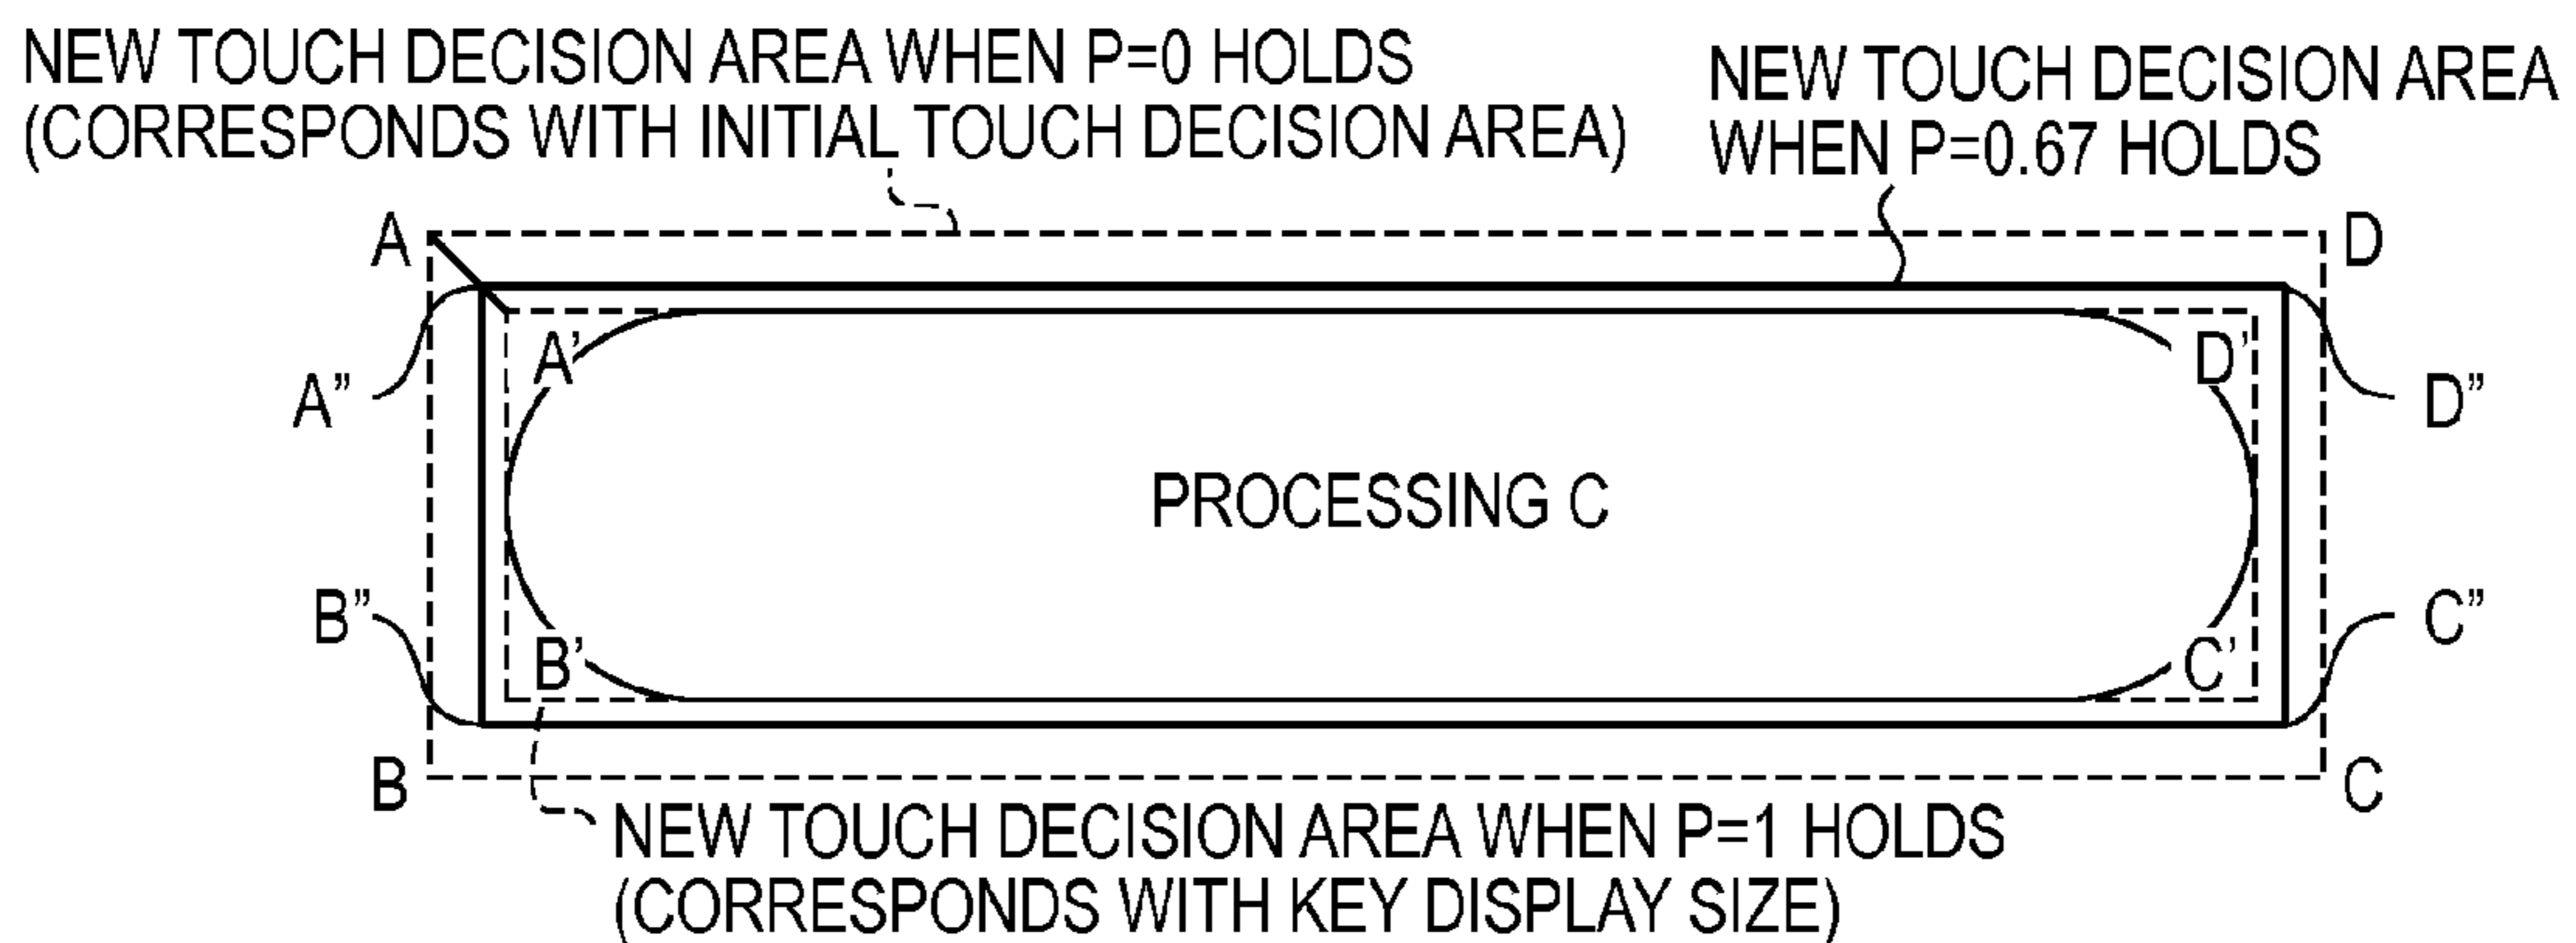 NEW TOUCH DECISION AREA WHEN P=0 HOLDS
(CORRESPONDS WITH INITIAL TOUCH DECISION AREA)
NEW TOUCH DECISION AREA
WHEN P=0.67 HOLDS
A
D
A'
D'
A”
D”
PROCESSING C
B”
C”
B'
C'
B
C
NEW TOUCH DECISION AREA WHEN P=1 HOLDS
(CORRESPONDS WITH KEY DISPLAY SIZE)